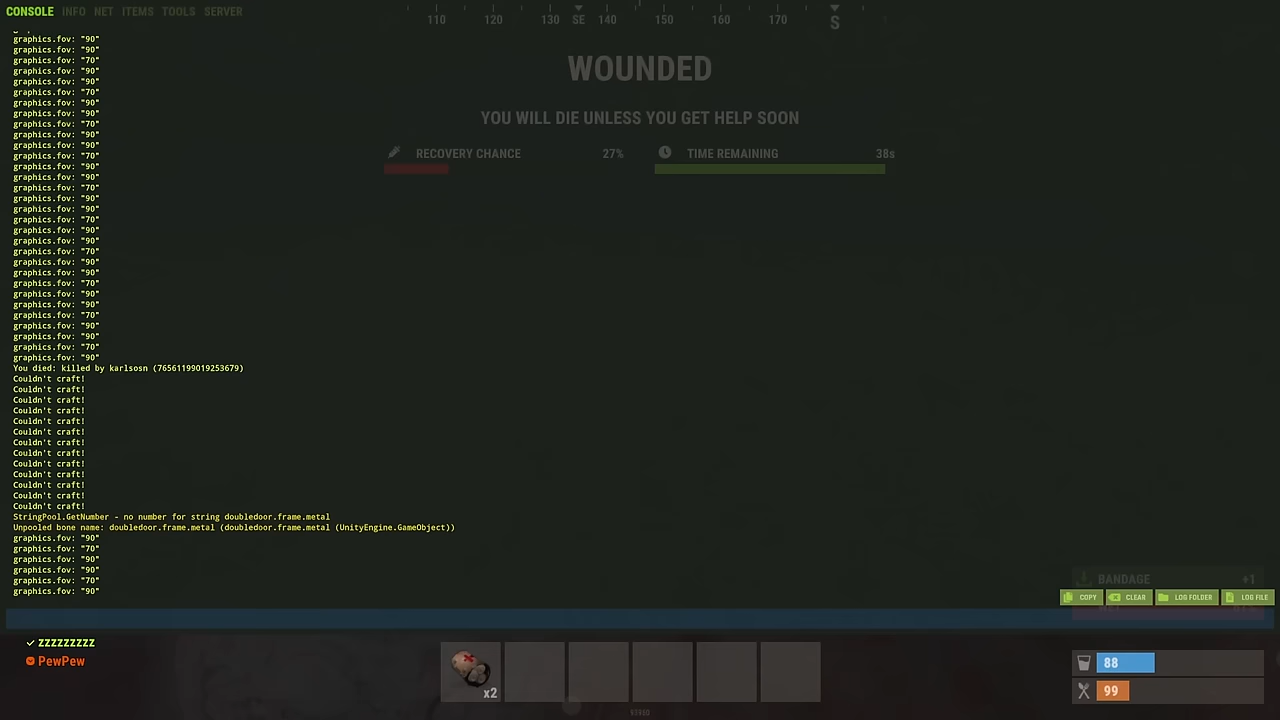 CONSOLE INFO NET ITEMS TOOLS SERVER
110 120 130 SE 140 150 160 170 S
WOUNDED
YOU WILL DIE UNLESS YOU GET HELP SOON
RECOVERY CHANCE 27% TIME REMAINING 38s
graphics.fov: "90"
graphics.fov: "90"
graphics.fov: "70"
graphics.fov: "90"
graphics.fov: "90"
graphics.fov: "70"
graphics.fov: "90"
graphics.fov: "90"
graphics.fov: "70"
graphics.fov: "90"
graphics.fov: "90"
graphics.fov: "70"
graphics.fov: "90"
graphics.fov: "90"
graphics.fov: "70"
graphics.fov: "90"
graphics.fov: "90"
graphics.fov: "70"
graphics.fov: "90"
graphics.fov: "90"
graphics.fov: "70"
graphics.fov: "90"
graphics.fov: "90"
graphics.fov: "70"
graphics.fov: "90"
graphics.fov: "90"
graphics.fov: "70"
graphics.fov: "90"
graphics.fov: "90"
graphics.fov: "70"
graphics.fov: "90"
You died: killed by karlsosn (76561199019253679)
Couldn't craft!
Couldn't craft!
Couldn't craft!
Couldn't craft!
Couldn't craft!
Couldn't craft!
Couldn't craft!
Couldn't craft!
Couldn't craft!
Couldn't craft!
Couldn't craft!
Couldn't craft!
Couldn't craft!
StringPool.GetNumber - no number for string doubledoor.frame.metal
Unpooled bone name: doubledoor.frame.metal (doubledoor.frame.metal (UnityEngine.GameObject))
graphics.fov: "90"
graphics.fov: "70"
graphics.fov: "90"
graphics.fov: "90"
graphics.fov: "70"
graphics.fov: "90"
BANDAGE +1
COPY CLEAR LOG FOLDER LOG FILE
zzzzzzzzz
PewPew
x2
88
99